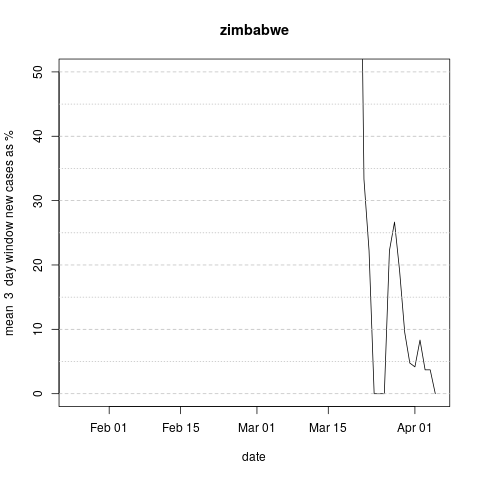 zimbabwe
mean 3 day window new cases as %
50
40
30
20
10
0
Feb 01
Feb 15
Mar 01
Mar 15
Apr 01
date